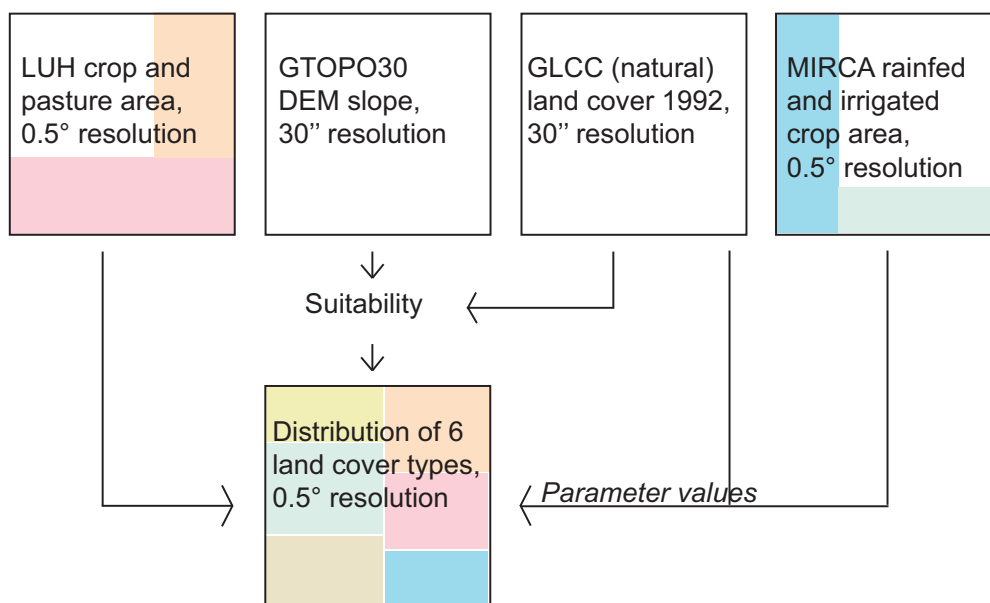 LUH crop and
pasture area,
0.5° resolution
GTOPO30
DEM slope,
30’’ resolution
GLCC (natural)
land cover 1992,
30’’ resolution
MIRCA rainfed
and irrigated
crop area,
0.5° resolution
Suitability
Distribution of 6
land cover types,
0.5° resolution
Parameter values